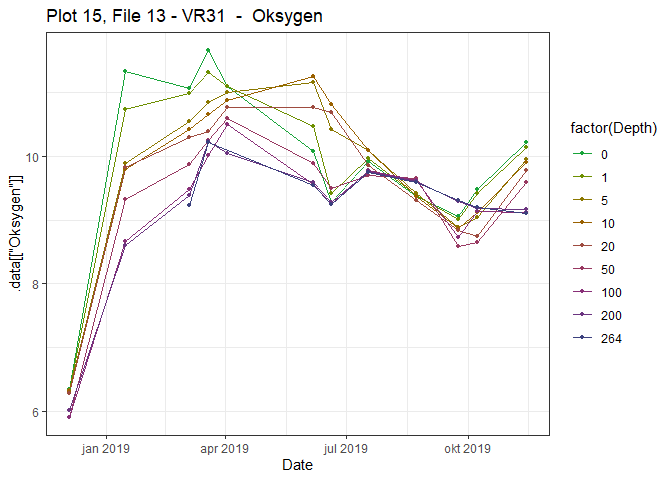 Plot 15, File 13 - VR31  -  Oksygen
.data[["Oksygen"]]
10
8
6
jan 2019
apr 2019
jul 2019
okt 2019
Date
factor(Depth)
0
1
5
10
20
50
100
200
264